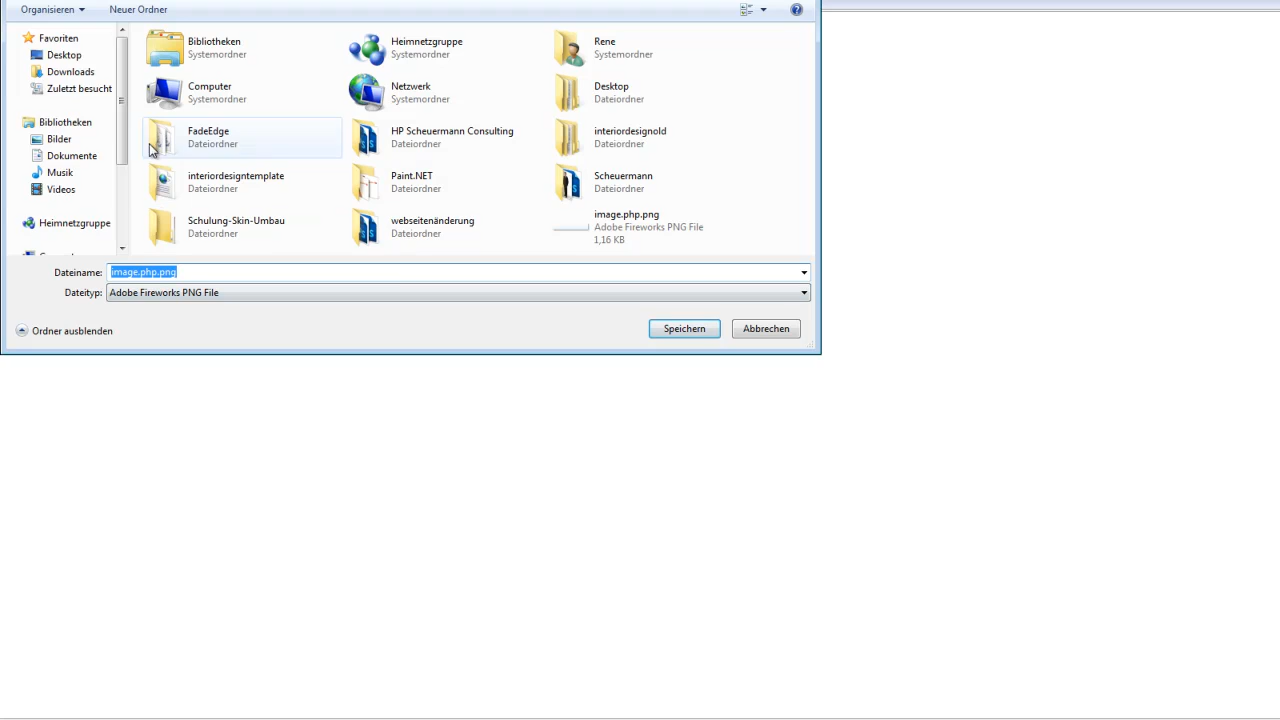 Organisieren Neuer Ordner
Favoriten
Desktop
Downloads
Zuletzt besucht
Bibliotheken
Bilder
Dokumente
Musik
Videos
Heimnetzgruppe
Bibliotheken
Systemordner
Heimnetzgruppe
Systemordner
Rene
Systemordner
Computer
Systemordner
Netzwerk
Systemordner
Desktop
Dateiordner
FadeEdge
Dateiordner
HP Scheuermann Consulting
Dateiordner
interiordesignold
Dateiordner
interiordesigntemplate
Dateiordner
Paint.NET
Dateiordner
Scheuermann
Dateiordner
Schulung-Skin-Umbau
Dateiordner
webseitenänderung
Dateiordner
image.php.png
Adobe Fireworks PNG File
1,16 KB
Dateiname: image.php.png
Dateityp: Adobe Fireworks PNG File
Ordner ausblenden Speichern Abbrechen